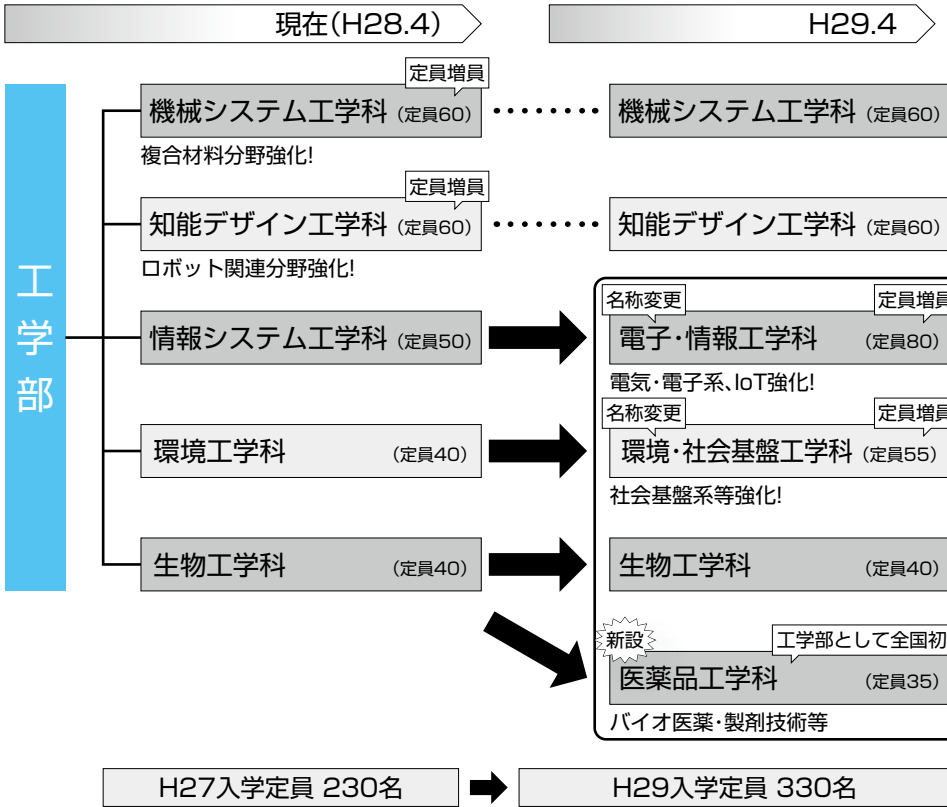 現在(H28.4)
H29.4
工学部
定員増員
機械システム工学科 (定員60)
機械システム工学科 (定員60)
複合材料分野強化!
定員増員
知能デザイン工学科 (定員60)
知能デザイン工学科 (定員60)
ロボット関連分野強化!
名称変更
定員増員
情報システム工学科 (定員50)
電子・情報工学科 (定員80)
電気・電子系、IoT強化!
名称変更
定員増員
環境工学科 (定員40)
環境・社会基盤工学科 (定員55)
社会基盤系等強化!
生物工学科 (定員40)
生物工学科 (定員40)
新設
工学部として全国初
医薬品工学科 (定員35)
バイオ医薬・製剤技術等
H27入学定員 230名
H29入学定員 330名